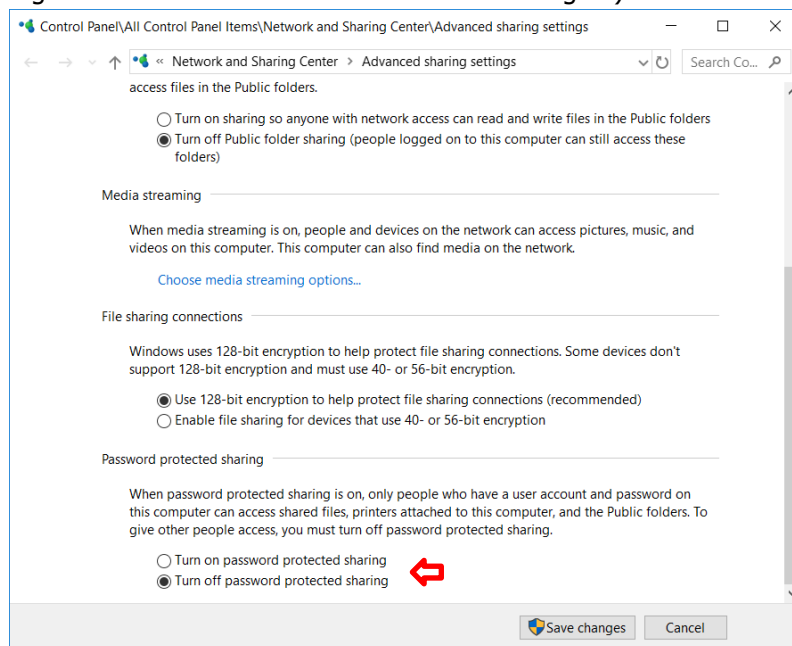 Control Panel\All Control Panel Items\Network and Sharing Center\Advanced sharing settings
« Network and Sharing Center > Advanced sharing settings
Search Co...
access files in the Public folders.
Turn on sharing so anyone with network access can read and write files in the Public folders
Turn off Public folder sharing (people logged on to this computer can still access these
folders)
Media streaming
When media streaming is on, people and devices on the network can access pictures, music, and
videos on this computer. This computer can also find media on the network.
Choose media streaming options...
File sharing connections
Windows uses 128-bit encryption to help protect file sharing connections. Some devices don't
support 128-bit encryption and must use 40- or 56-bit encryption.
Use 128-bit encryption to help protect file sharing connections (recommended)
Enable file sharing for devices that use 40- or 56-bit encryption
Password protected sharing
When password protected sharing is on, only people who have a user account and password on
this computer can access shared files, printers attached to this computer, and the Public folders. To
give other people access, you must turn off password protected sharing.
Turn on password protected sharing
Turn off password protected sharing
Save changes
Cancel